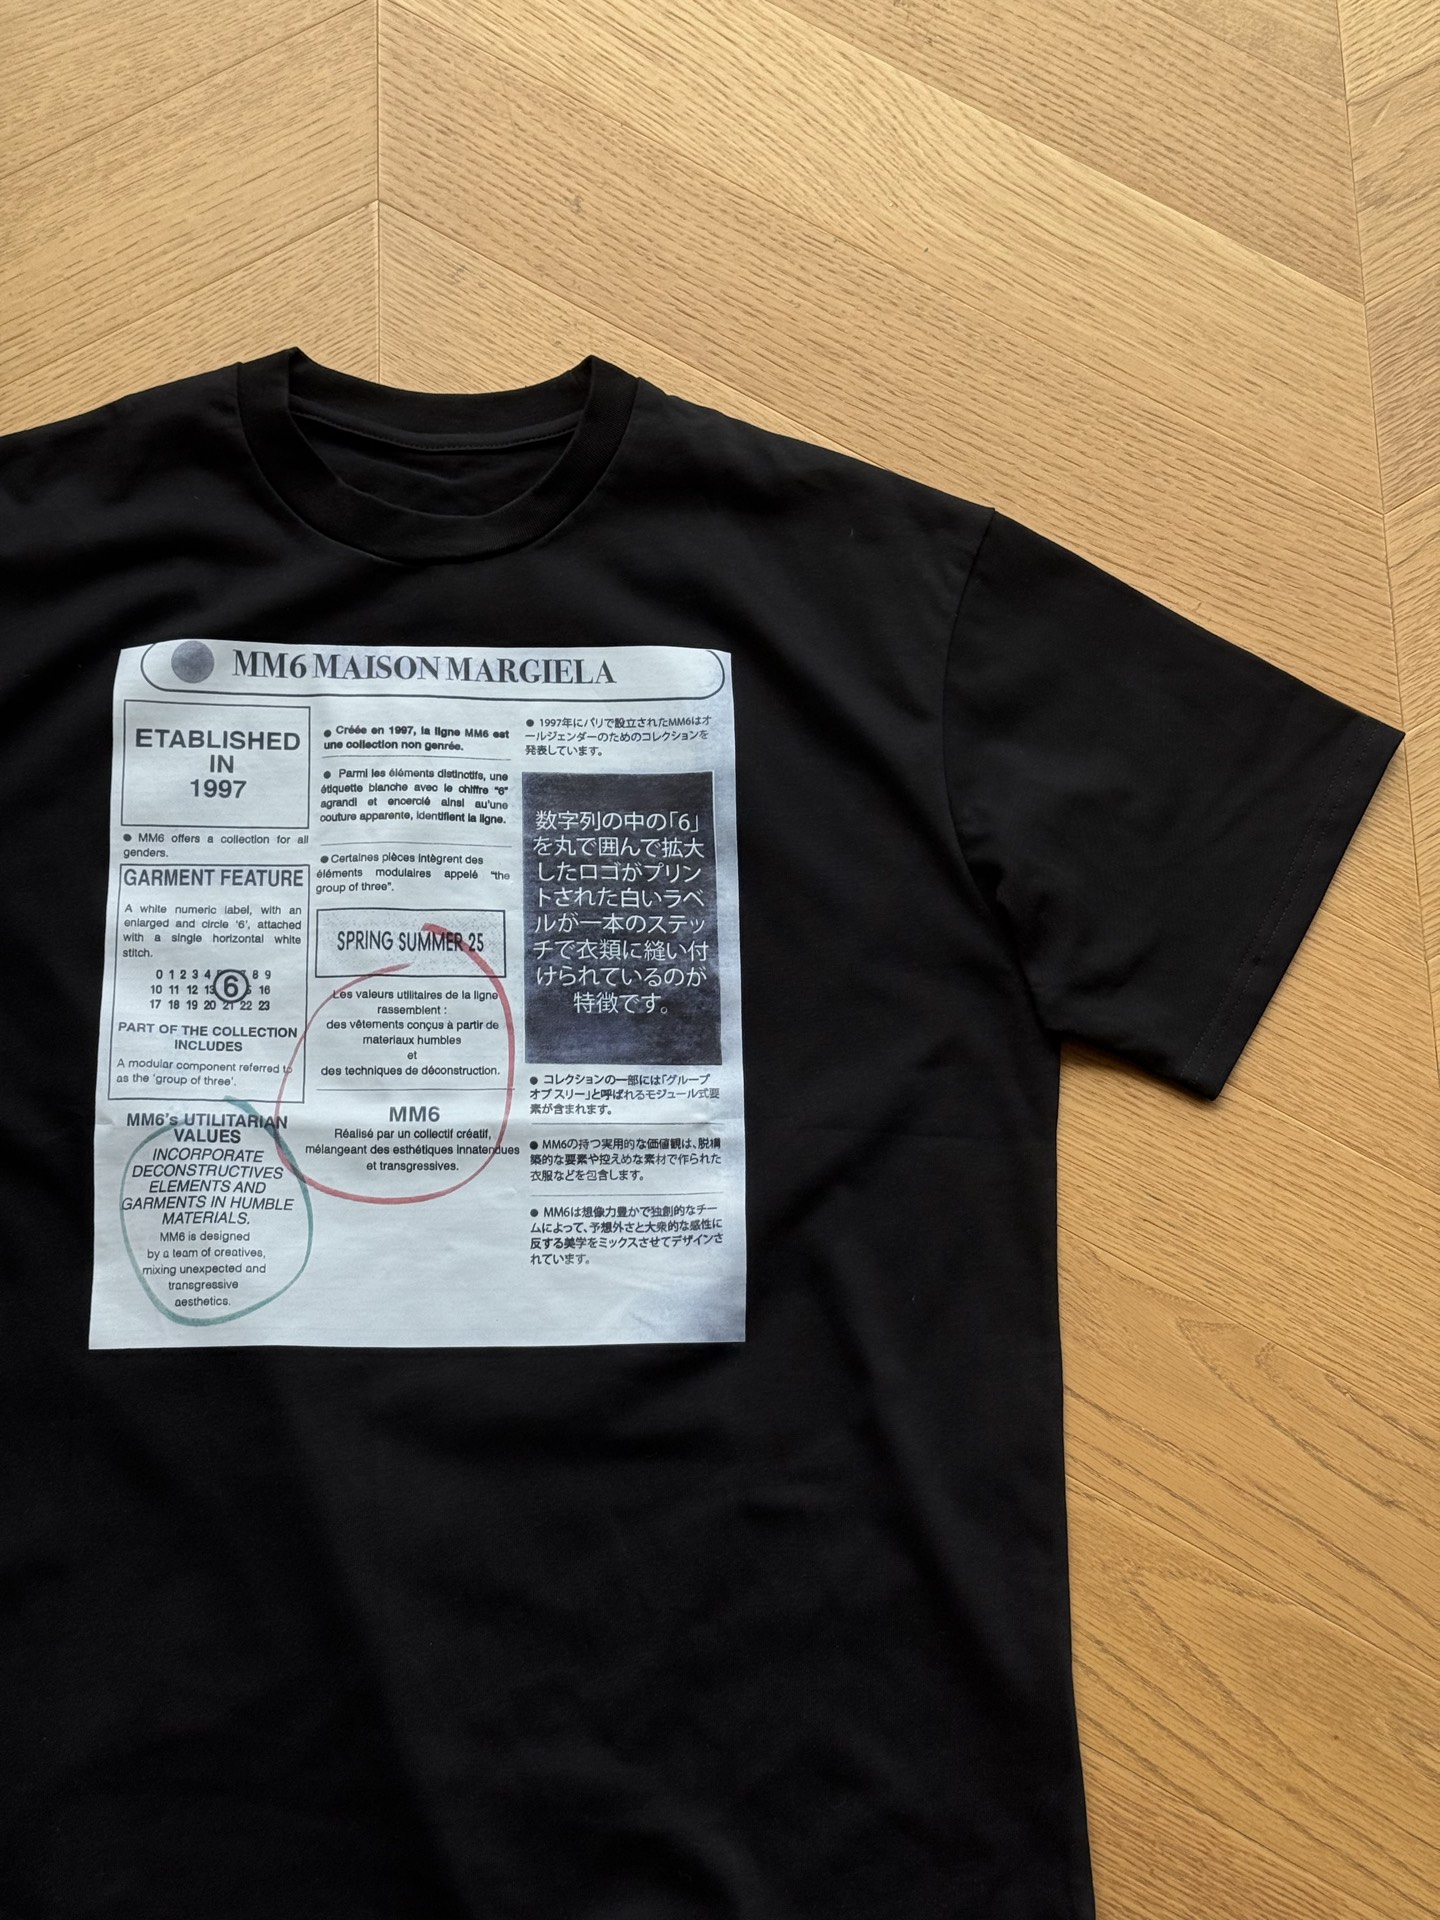 MM6 MAISON MARGIELA
ETABLISHED
IN
1997
● MM6 offers a collection for all
genders.
GARMENT FEATURE
A white numeric label, with an
enlarged and circle '6', attached
with a single horizontal white
stitch.
0 1 2 3 4 6 8 9
10 11 12 13 16
17 18 19 20 21 22 23
PART OF THE COLLECTION
INCLUDES
A modular component referred to
as the 'group of three'.
MM6's UTILITARIAN
VALUES
INCORPORATE
DECONSTRUCTIVES
ELEMENTS AND
GARMENTS IN HUMBLE
MATERIALS.
MM6 is designed
by a team of creatives,
mixing unexpected and
transgressive
aesthetics.
● Créée en 1997, la ligne MM6 est
une collection non genrée.
● Parmi les éléments distinctifs, une
étiquette blanche avec le chiffre "6"
agrandi et encerclé ainsi au'une
couture apparente, identifient la ligne.
● Certaines pièces intègrent des
éléments modulaires appelé "the
group of three".
SPRING SUMMER 25
Les valeurs utilitaires de la ligne
rassemblent :
des vêtements conçus à partir de
materiaux humbles
et
des techniques de déconstruction.
MM6
Réalisé par un collectif créatif,
mélangeant des esthétiques innatendues
et transgressives.
● 1997年にパリで設立されたMM6はオ
ールジェンダーのためのコレクションを
発表しています。
数字列の中の「6」
を丸で囲んで拡大
したロゴがプリン
トされた白いラベ
ルが一本のステッ
チで衣類に縫い付
けられているのが
特徴です。
● コレクションの一部には「グループ
オブ スリー」と呼ばれるモジュール式要
素が含まれます。
● MM6の持つ実用的な価値観は、脱構
築的な要素や控えめな素材で作られた
衣服などを包含します。
● MM6は想像力豊かで独創的なチー
ムによって、予想外さと大衆的な感性に
反する美学をミックスさせてデザインさ
れています。